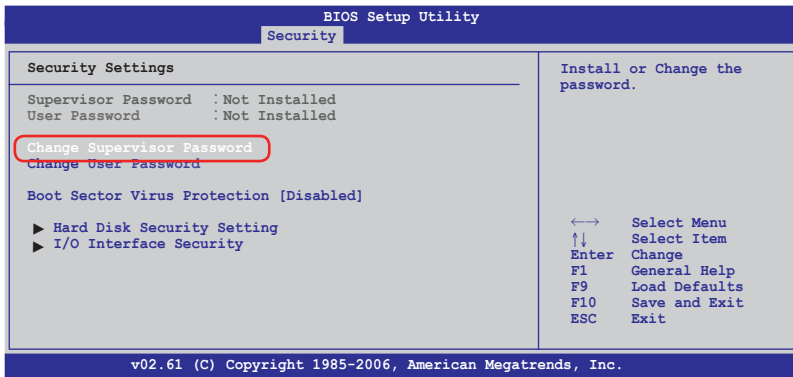 BIOS Setup Utility
Security
Security Settings
Supervisor Password : Not Installed
User Password : Not Installed
Change Supervisor Password
Change User Password
Boot Sector Virus Protection [Disabled]
▶ Hard Disk Security Setting
▶ I/O Interface Security
Install or Change the
password.
←→ Select Menu
↑↓ Select Item
Enter Change
F1 General Help
F9 Load Defaults
F10 Save and Exit
ESC Exit
v02.61 (C) Copyright 1985-2006, American Megatrends, Inc.